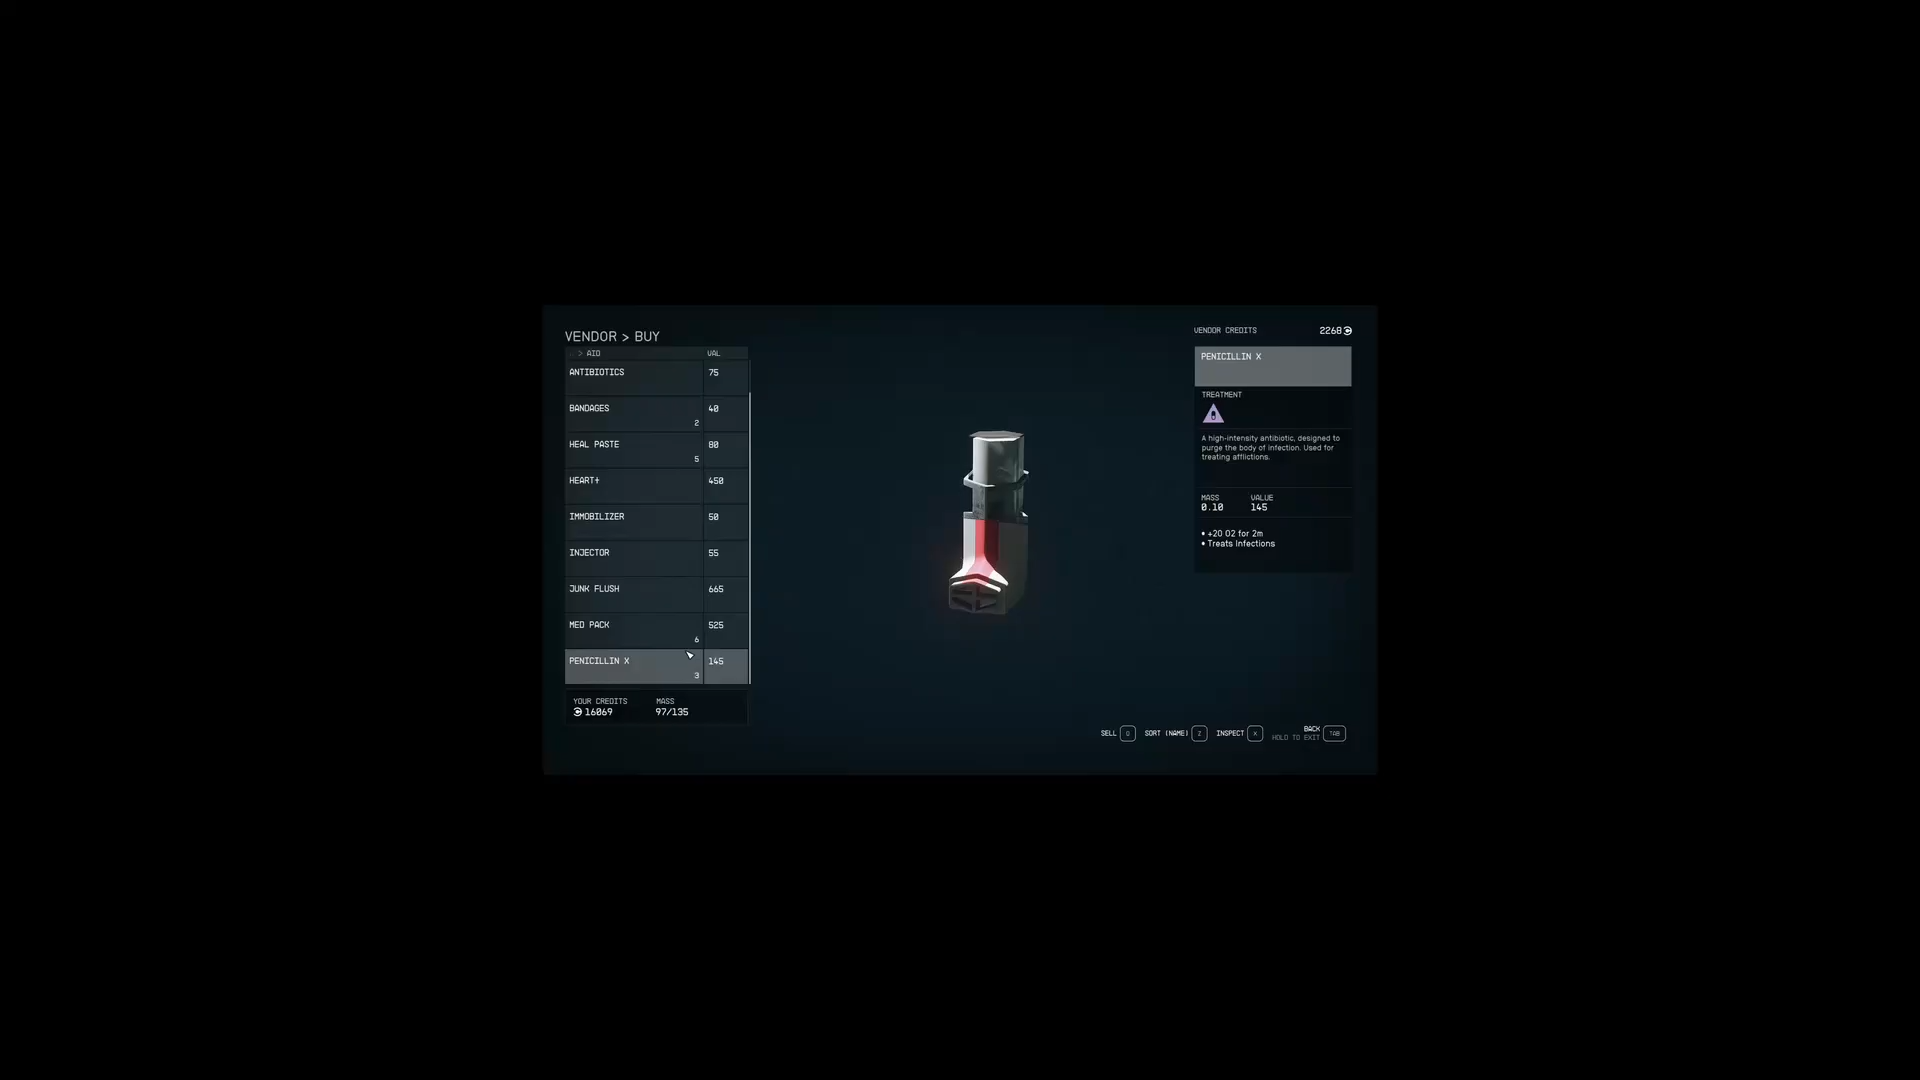 VENDOR > BUY
> AID VAL
ANTIBIOTICS 75
BANDAGES 40
2
HEAL PASTE 80
5
HEART+ 450
IMMOBILIZER 50
INJECTOR 55
JUNK FLUSH 665
MED PACK 525
6
PENICILLIN X 145
3
YOUR CREDITS MASS
16069 97/135
VENDOR CREDITS 2268
PENICILLIN X
TREATMENT
A high-intensity antibiotic, designed to
purge the body of infection. Used for
treating afflictions.
MASS VALUE
0.10 145
• +20 O2 for 2m
• Treats Infections
SELL Q SORT (NAME) Z INSPECT X BACK TAB
HOLD TO EXIT